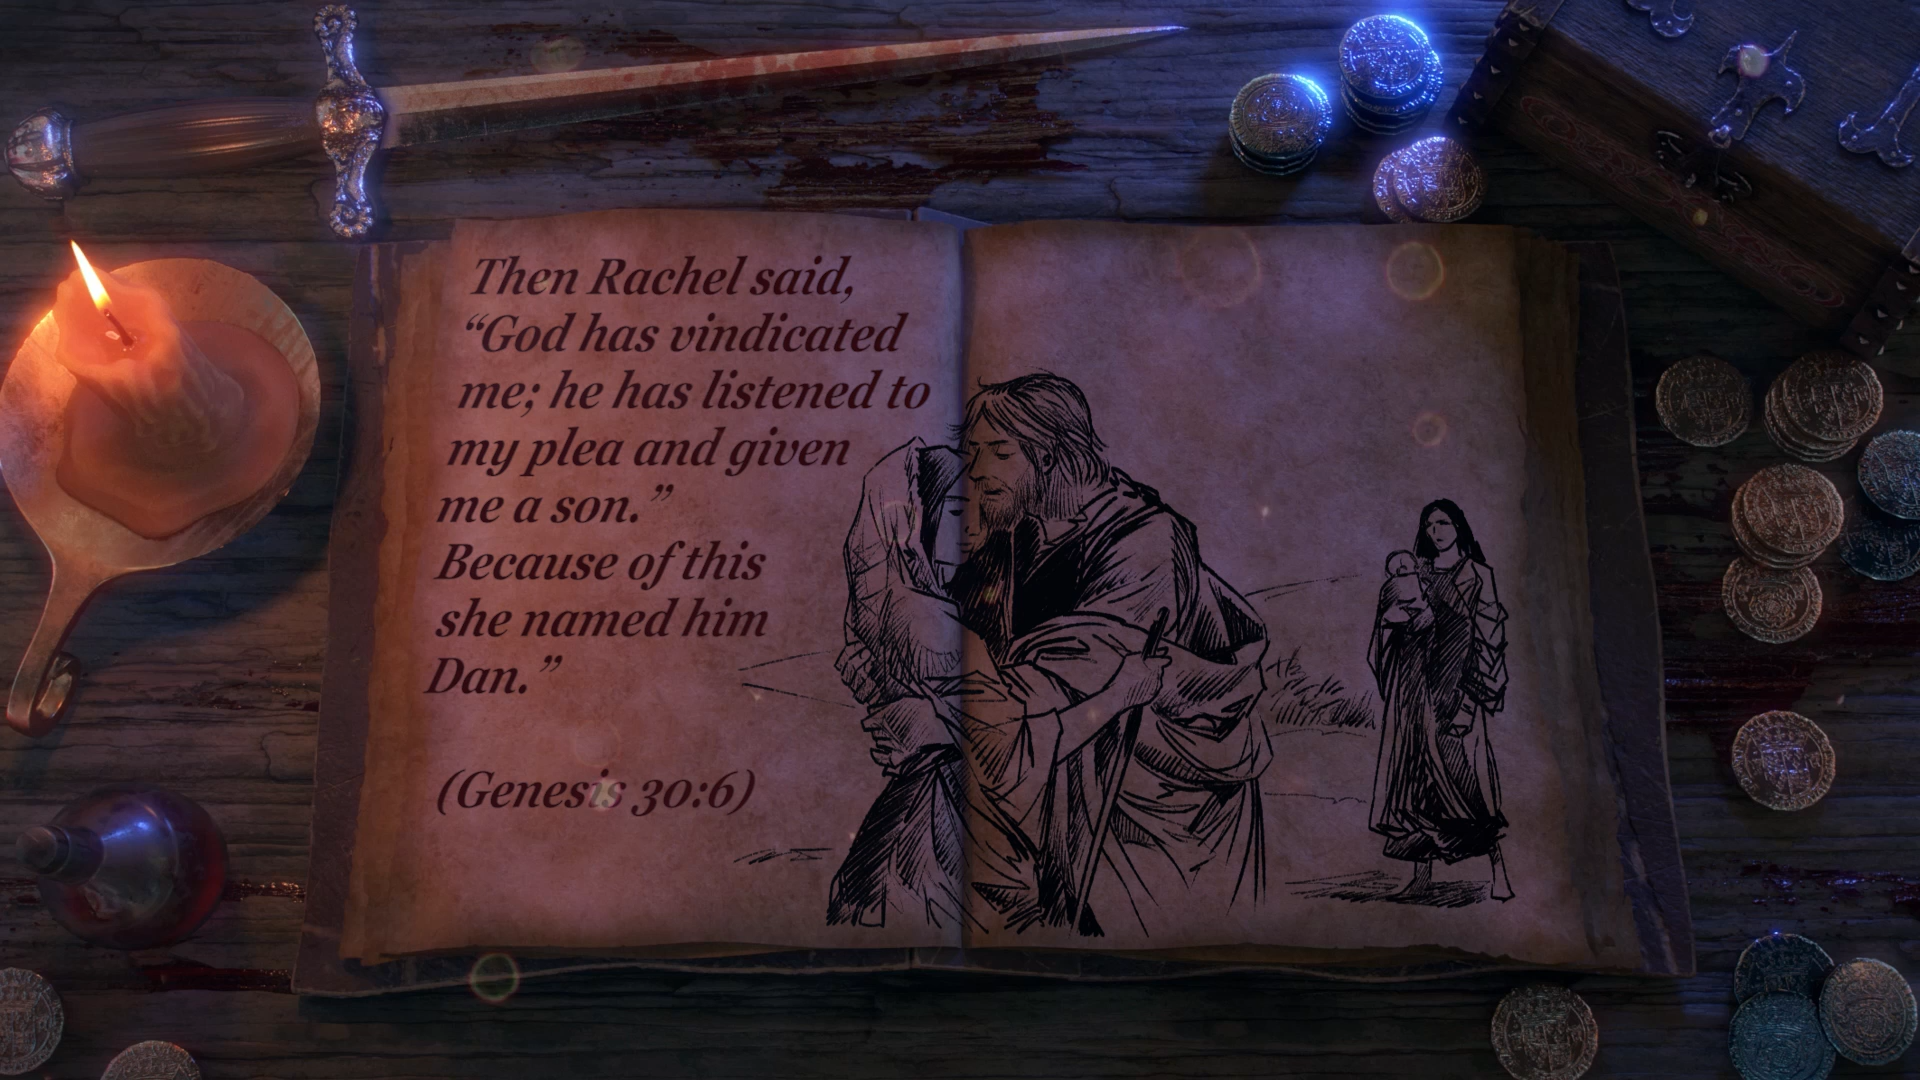 Then Rachel said,
“God has vindicated
me; he has listened to
my plea and given
me a son.”
Because of this
she named him
Dan.”
(Genesis 30:6)